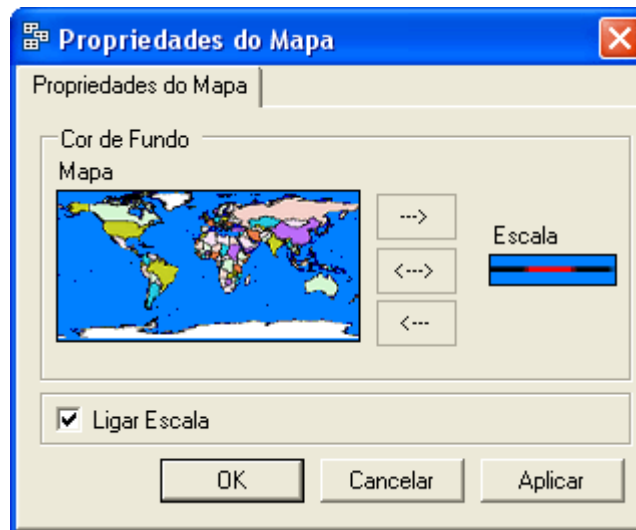 Propriedades do Mapa
Propriedades do Mapa
Cor de Fundo
Mapa
--->
Escala
<--->
<---
Ligar Escala
OK
Cancelar
Aplicar